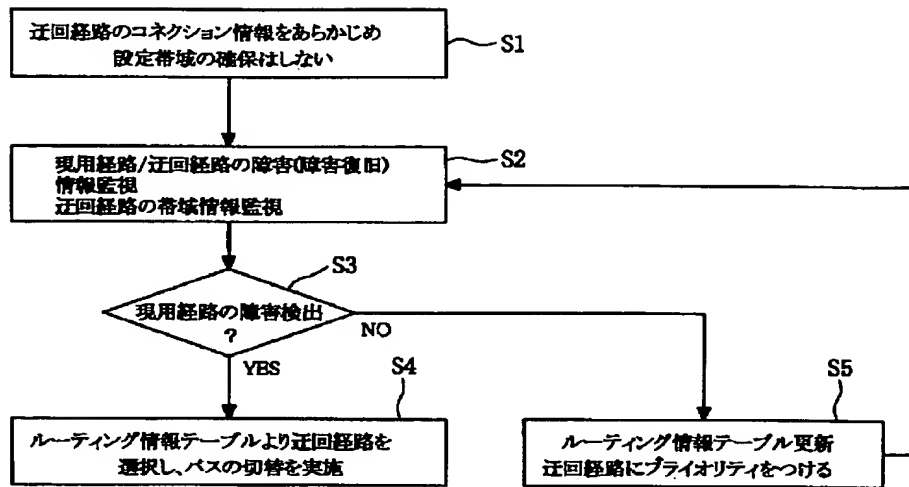 迂回経路のコネクション情報をあらかじめ
設定帯域の確保はしない
S1
現用経路/迂回経路の障害(障害復旧)
情報監視
迂回経路の帯域情報監視
S2
S3
現用経路の障害検出
?
NO
YES
S4
ルーティング情報テーブルより迂回経路を
選択し、パスの切替を実施
S5
ルーティング情報テーブル更新
迂回経路にプライオリティをつける